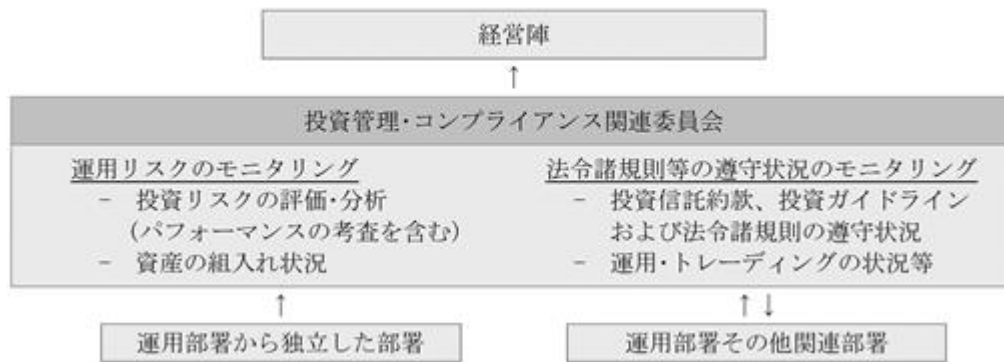 経営陣
↑
投資管理・コンプライアンス関連委員会
運用リスクのモニタリング
− 投資リスクの評価・分析
(パフォーマンスの考査を含む)
− 資産の組入れ状況
法令諸規則等の遵守状況のモニタリング
− 投資信託約款、投資ガイドライン
および法令諸規則の遵守状況
− 運用・トレーディングの状況等
↑
↑↓
運用部署から独立した部署
運用部署その他関連部署